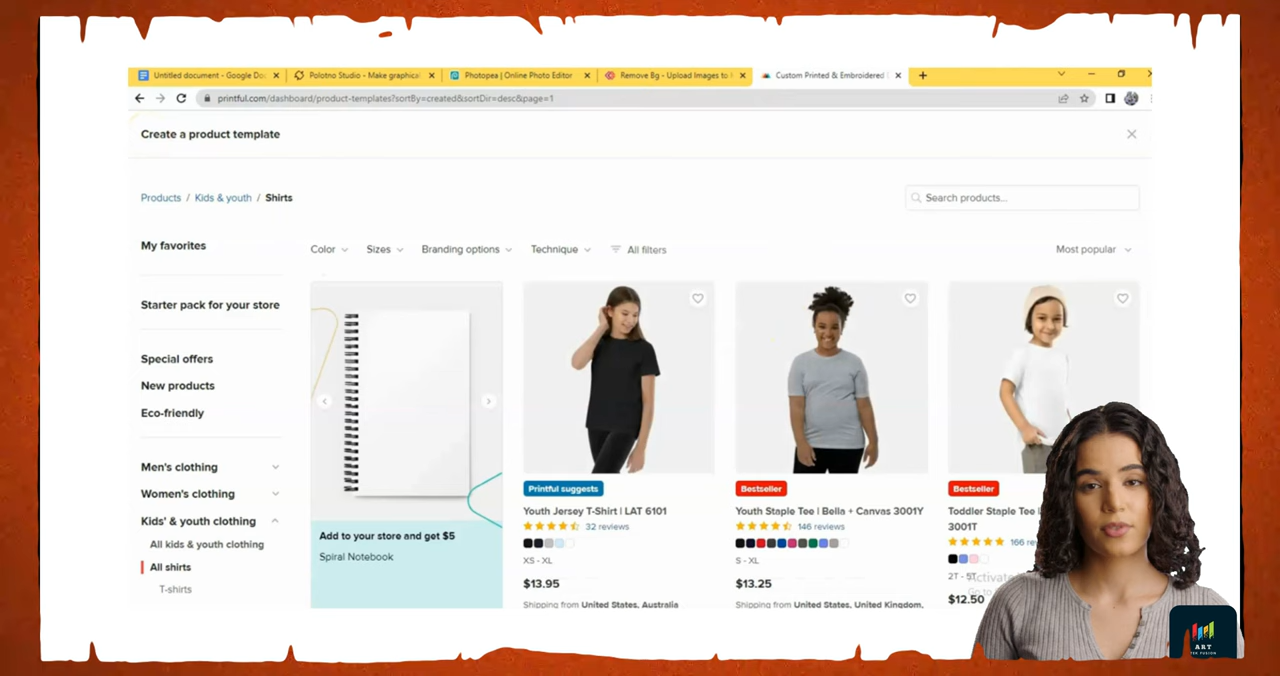 Untitled document - Google Do
Polotno Studio - Make graphical
Photopea | Online Photo Editor
Remove Bg - Upload Images to
Custom Printed & Embroidered
printful.com/dashboard/product-templates?sortBy=created&sortDir=desc&page=1
Create a product template
Products / Kids & youth / Shirts
Search products...
My favorites
Color
Sizes
Branding options
Technique
All filters
Most popular
Starter pack for your store
Special offers
New products
Eco-friendly
Men's clothing
Women's clothing
Kids' & youth clothing
All kids & youth clothing
All shirts
T-shirts
Add to your store and get $5
Spiral Notebook
Printful suggests
Youth Jersey T-Shirt | LAT 6101
32 reviews
XS - XL
$13.95
Shipping from United States, Australia
Bestseller
Youth Staple Tee | Bella + Canvas 3001Y
146 reviews
S - XL
$13.25
Shipping from United States, United Kingdom,
Bestseller
Toddler Staple Tee
3001T
166
2T - 5T
$12.50
Activate
Go to
ART